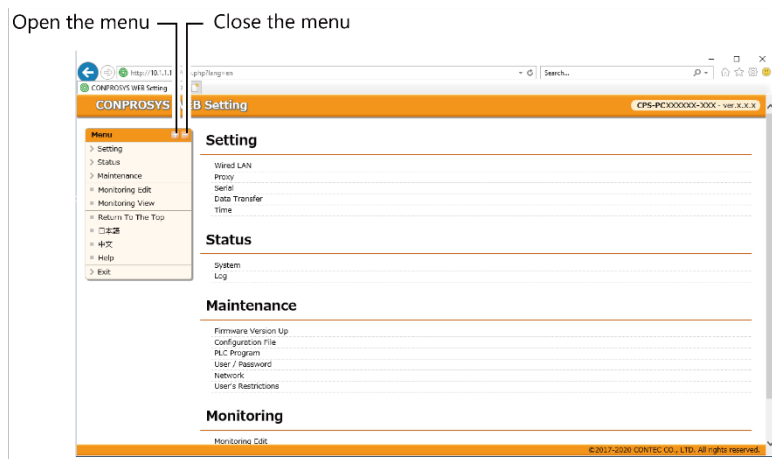 Open the menu
Close the menu
http://10.1.1.1
.php?lang=en
Search...
CONPROSYS WEB Setting
CONPROSYS WEB Setting
CPS-PCXXXXXX-XXX - ver.x.x.x
Menu
Setting
Status
Maintenance
Monitoring Edit
Monitoring View
Return To The Top
日本語
中文
Help
Exit
Setting
Wired LAN
Proxy
Serial
Data Transfer
Time
Status
System
Log
Maintenance
Firmware Version Up
Configuration File
PLC Program
User / Password
Network
User's Restrictions
Monitoring
Monitoring Edit
©2017-2020 CONTEC CO., LTD. All rights reserved.